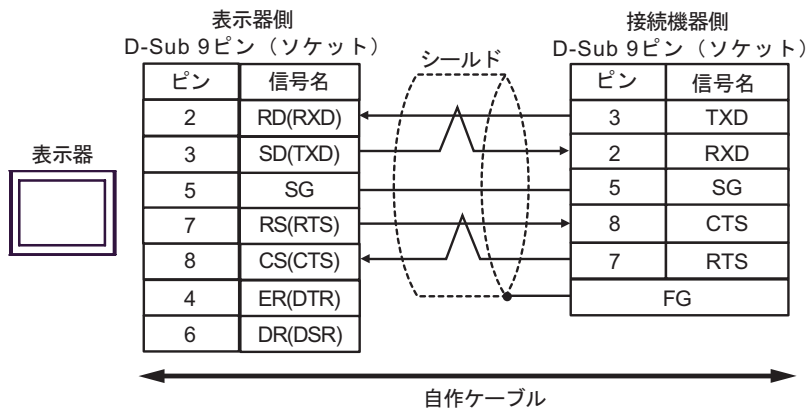 表示器側
D-Sub 9ピン（ソケット）
接続機器側
D-Sub 9ピン（ソケット）
シールド
表示器
ピン 信号名
2 RD(RXD)
3 SD(TXD)
5 SG
7 RS(RTS)
8 CS(CTS)
4 ER(DTR)
6 DR(DSR)
ピン 信号名
3 TXD
2 RXD
5 SG
8 CTS
7 RTS
FG
自作ケーブル